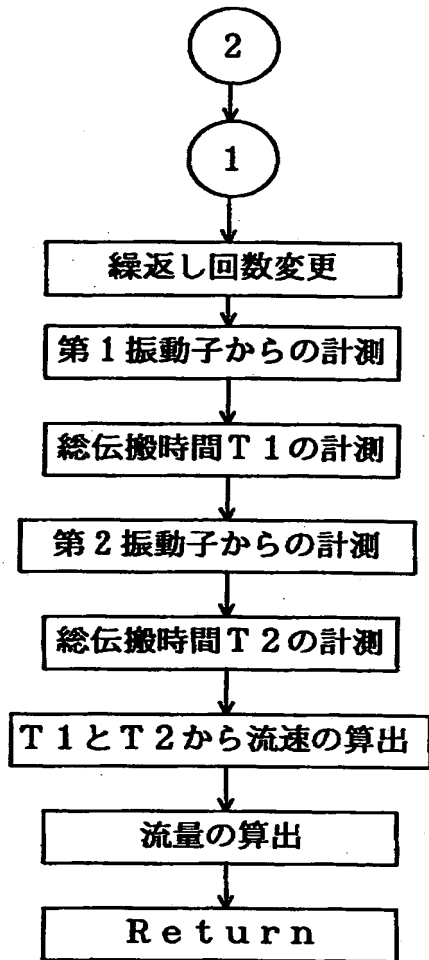 2
1
繰返し回数変更
第1振動子からの計測
総伝搬時間T1の計測
第2振動子からの計測
総伝搬時間T2の計測
T1とT2から流速の算出
流量の算出
Return